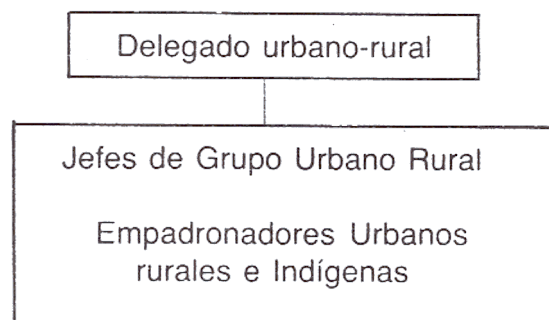 Delegado urbano-rural
Jefes de Grupo Urbano Rural
Empadronadores Urbanos
rurales e Indígenas